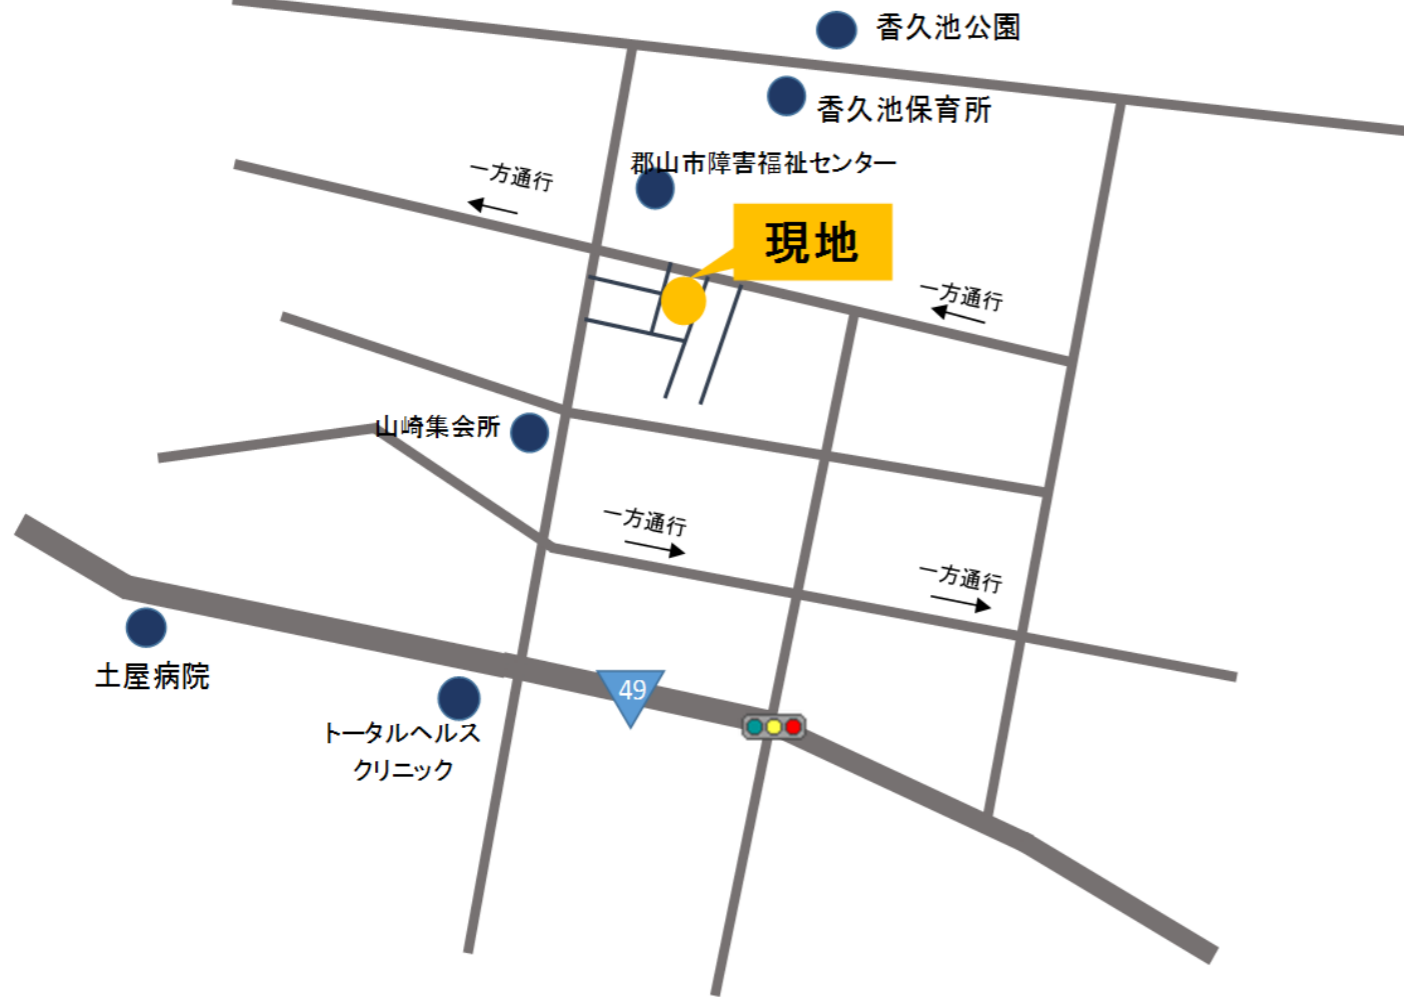 香久池公園
香久池保育所
郡山市障害福祉センター
一方通行
現地
一方通行
山崎集会所
一方通行
一方通行
土屋病院
49
トータルヘルス
クリニック